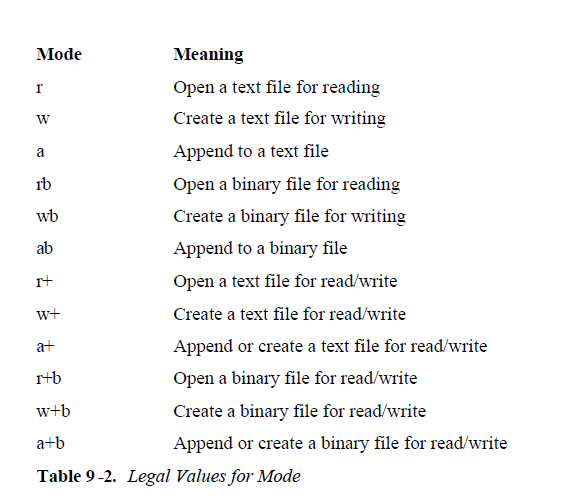 Mode Meaning
r Open a text file for reading
w Create a text file for writing
a Append to a text file
rb Open a binary file for reading
wb Create a binary file for writing
ab Append to a binary file
r+ Open a text file for read/write
w+ Create a text file for read/write
a+ Append or create a text file for read/write
r+b Open a binary file for read/write
w+b Create a binary file for read/write
a+b Append or create a binary file for read/write
Table 9-2. Legal Values for Mode